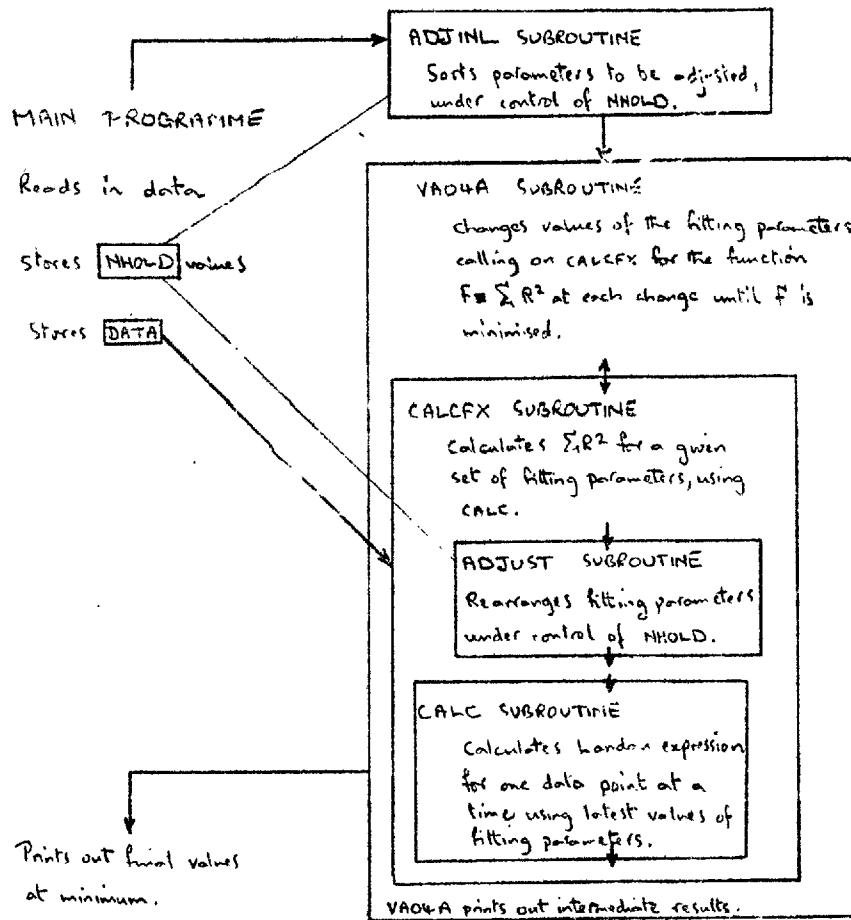 ADJINL SUBROUTINE
Sorts parameters to be adjusted,
under control of NHOLD.
MAIN PROGRAMME
Reads in data
Stores NHOLD values
Stores DATA
VA04A SUBROUTINE
changes values of the fitting parameters
calling on CALCFX for the function
F = Σ R² at each change until F is
minimised.
CALCFX SUBROUTINE
Calculates Σ R² for a given
set of fitting parameters, using
CALC.
ADJUST SUBROUTINE
Rearranges fitting parameters
under control of NHOLD.
CALC SUBROUTINE
Calculates expression
for one data point at a
time using latest values of
fitting parameters.
Prints out final values
at minimum.
VA04A prints out intermediate results.